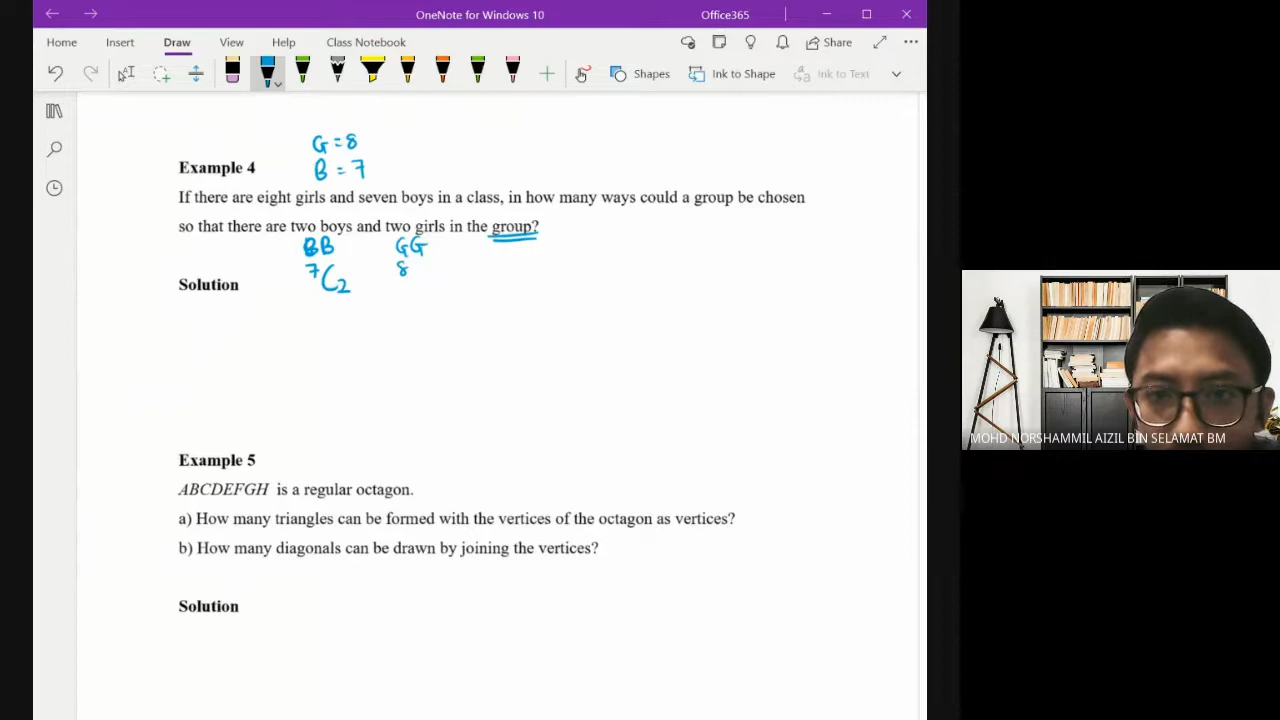 OneNote for Windows 10
Office365
Home Insert Draw View Help Class Notebook
Share
Shapes Ink to Shape Ink to Text
G = 8
Example 4
B = 7
If there are eight girls and seven boys in a class, in how many ways could a group be chosen
so that there are two boys and two girls in the group?
BB GG
7C2 8
Solution
Example 5
ABCDEFGH is a regular octagon.
a) How many triangles can be formed with the vertices of the octagon as vertices?
b) How many diagonals can be drawn by joining the vertices?
Solution
MOHD NORSHAMMIL AIZIL BIN SELAMAT BM